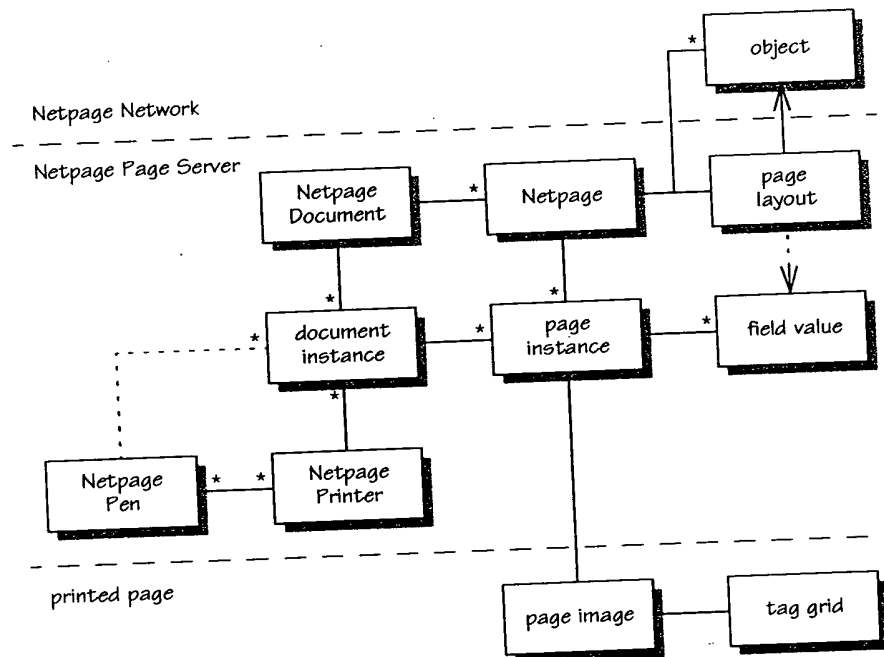 *
object
Netpage Network
Netpage Page Server
Netpage
Document
*
Netpage
page
layout
*
*
*
document
instance
*
page
instance
*
field value
*
Netpage
Pen
*
*
Netpage
Printer
printed page
page image
tag grid